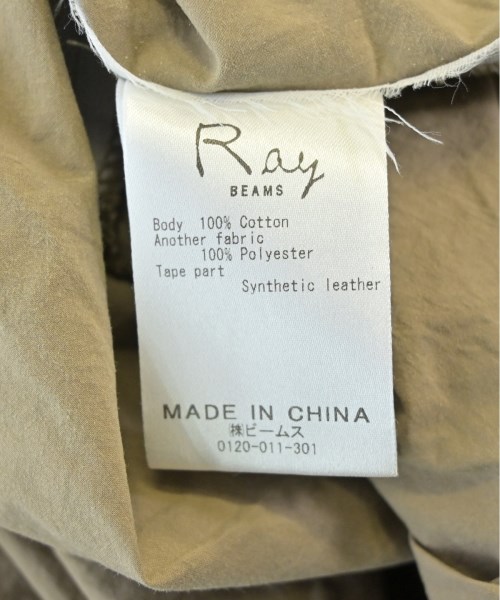 Ray
BEAMS
Body 100% Cotton
Another fabric
100% Polyester
Tape part
Synthetic leather
MADE IN CHINA
㈱ビームス
0120-011-301